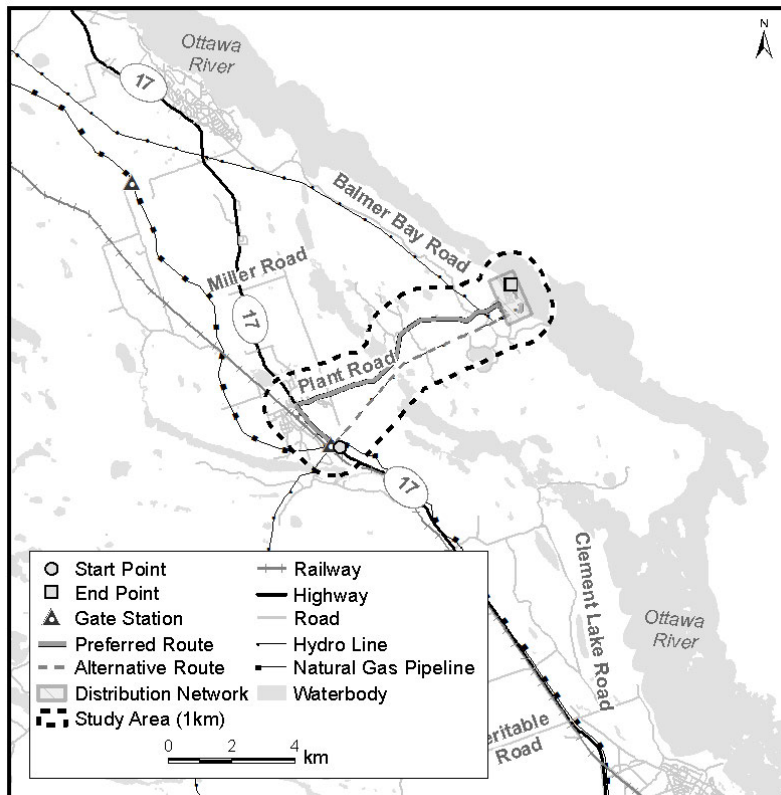 N
Ottawa
River
17
Balmer Bay Road
Miller Road
17
Plant Road
17
Clement Lake Road
Ottawa
River
eritable
Road
Start Point
End Point
Gate Station
Preferred Route
Alternative Route
Distribution Network
Study Area (1km)
Railway
Highway
Road
Hydro Line
Natural Gas Pipeline
Waterbody
0 2 4
km